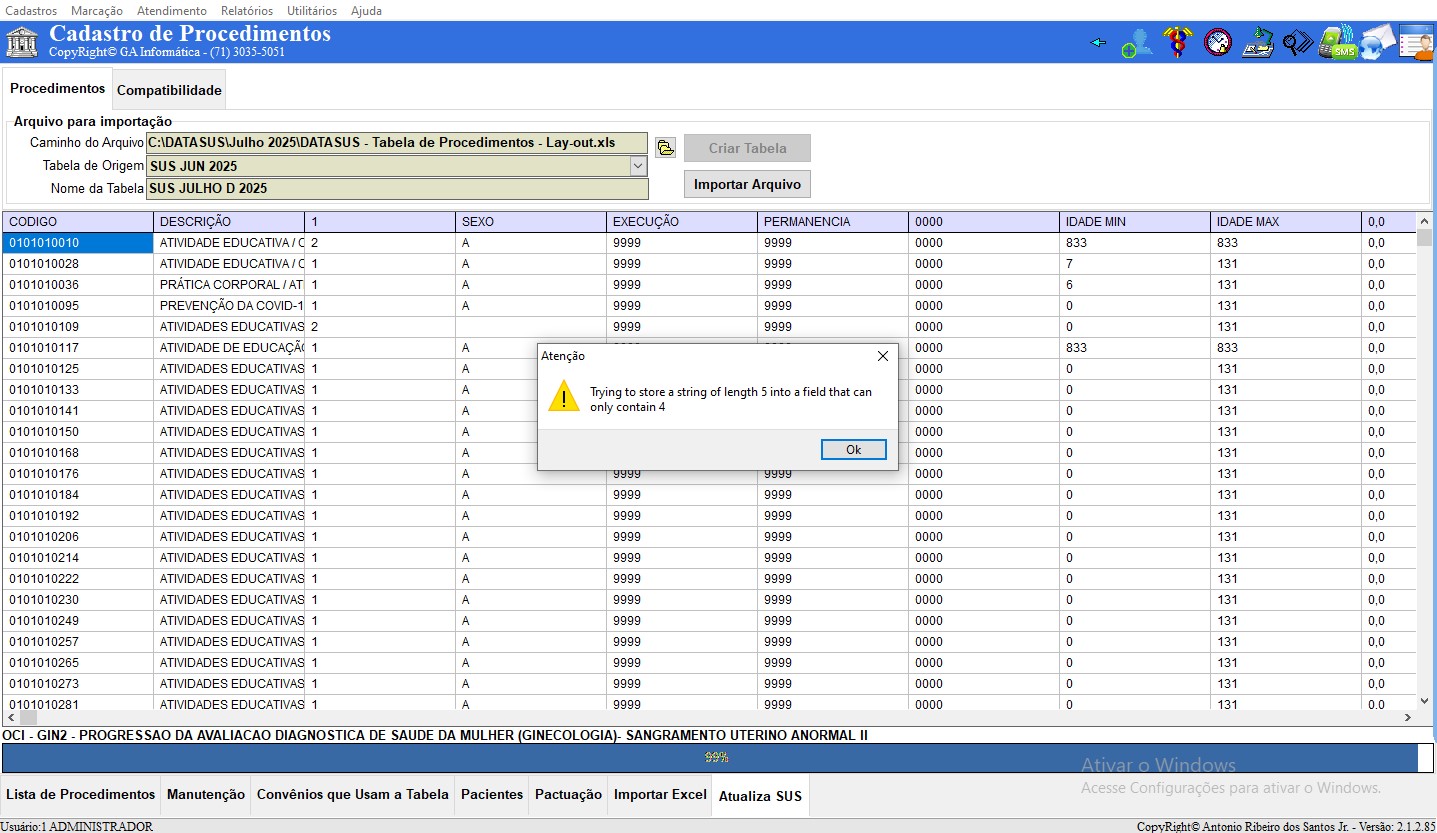 Cadastros Marcação Atendimento Relatórios Utilitários Ajuda
Cadastro de Procedimentos
CopyRight© GA Informática - (71) 3035-5051
SMS
Procedimentos Compatibilidade
Arquivo para importação
Caminho do Arquivo C:\DATASUS\Julho 2025\DATASUS - Tabela de Procedimentos - Lay-out.xls Criar Tabela
Tabela de Origem SUS JUN 2025
Nome da Tabela SUS JULHO D 2025 Importar Arquivo
CODIGO DESCRIÇÃO 1 SEXO EXECUÇÃO PERMANENCIA 0000 IDADE MIN IDADE MAX 0,0
0101010010 ATIVIDADE EDUCATIVA / 2 A 9999 9999 0000 833 833 0,0
0101010028 ATIVIDADE EDUCATIVA / 1 A 9999 9999 0000 7 131 0,0
0101010036 PRÁTICA CORPORAL / ATI 1 A 9999 9999 0000 6 131 0,0
0101010095 PREVENÇÃO DA COVID-1 1 A 9999 9999 0000 0 131 0,0
0101010109 ATIVIDADES EDUCATIVAS 2 9999 9999 0000 0 131 0,0
0101010117 ATIVIDADE DE EDUCAÇÃ 1 A 0000 833 833 0,0
0101010125 ATIVIDADES EDUCATIVAS 1 A 0000 0 131 0,0
0101010133 ATIVIDADES EDUCATIVAS 1 A 0000 0 131 0,0
0101010141 ATIVIDADES EDUCATIVAS 1 A 0000 0 131 0,0
0101010150 ATIVIDADES EDUCATIVAS 1 A 0000 0 131 0,0
0101010168 ATIVIDADES EDUCATIVAS 1 A 0000 0 131 0,0
0101010176 ATIVIDADES EDUCATIVAS 1 A 9999 9999 0000 0 131 0,0
0101010184 ATIVIDADES EDUCATIVAS 1 A 9999 9999 0000 0 131 0,0
0101010192 ATIVIDADES EDUCATIVAS 1 A 9999 9999 0000 0 131 0,0
0101010206 ATIVIDADES EDUCATIVAS 1 A 9999 9999 0000 0 131 0,0
0101010214 ATIVIDADES EDUCATIVAS 1 A 9999 9999 0000 0 131 0,0
0101010222 ATIVIDADES EDUCATIVAS 1 A 9999 9999 0000 0 131 0,0
0101010230 ATIVIDADES EDUCATIVAS 1 A 9999 9999 0000 0 131 0,0
0101010249 ATIVIDADES EDUCATIVAS 1 A 9999 9999 0000 0 131 0,0
0101010257 ATIVIDADES EDUCATIVAS 1 A 9999 9999 0000 0 131 0,0
0101010265 ATIVIDADES EDUCATIVAS 1 A 9999 9999 0000 0 131 0,0
0101010273 ATIVIDADES EDUCATIVAS 1 A 9999 9999 0000 0 131 0,0
0101010281 ATIVIDADES EDUCATIVAS 1 A 9999 9999 0000 0 131 0,0
Atenção
Trying to store a string of length 5 into a field that can
only contain 4
Ok
OCI - GIN2 - PROGRESSAO DA AVALIACAO DIAGNOSTICA DE SAUDE DA MULHER (GINECOLOGIA)- SANGRAMENTO UTERINO ANORMAL II
99%
Ativar o Windows
Acesse Configurações para ativar o Windows.
Lista de Procedimentos Manutenção Convênios que Usam a Tabela Pacientes Pactuação Importar Excel Atualiza SUS
Usuário:1 ADMINISTRADOR CopyRight© Antonio Ribeiro dos Santos Jr. - Versão: 2.1.2.85